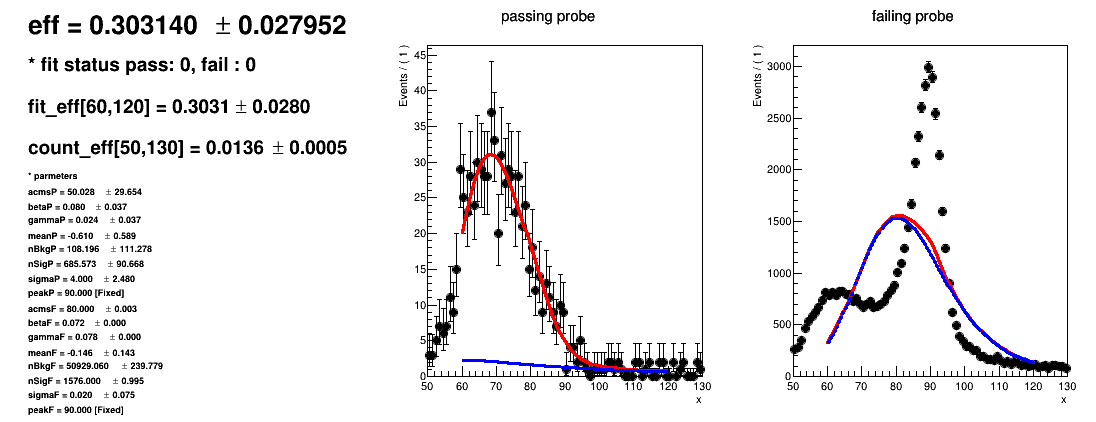 eff = 0.303140 ± 0.027952
* fit status pass: 0, fail : 0
fit_eff[60,120] = 0.3031 ± 0.0280
count_eff[50,130] = 0.0136 ± 0.0005
* parmeters
acmsP = 50.028 ± 29.654
betaP = 0.080 ± 0.037
gammaP = 0.024 ± 0.037
meanP = -0.610 ± 0.589
nBkgP = 108.196 ± 111.278
nSigP = 685.573 ± 90.668
sigmaP = 4.000 ± 2.480
peakP = 90.000 [Fixed]
acmsF = 80.000 ± 0.003
betaF = 0.072 ± 0.000
gammaF = 0.078 ± 0.000
meanF = -0.146 ± 0.143
nBkgF = 50929.060 ± 239.779
nSigF = 1576.000 ± 0.995
sigmaF = 0.020 ± 0.075
peakF = 90.000 [Fixed]
passing probe
Events / ( 1 )
45
40
35
30
25
20
15
10
5
0
50 60 70 80 90 100 110 120 130
x
failing probe
Events / ( 1 )
3000
2500
2000
1500
1000
500
0
50 60 70 80 90 100 110 120 130
x